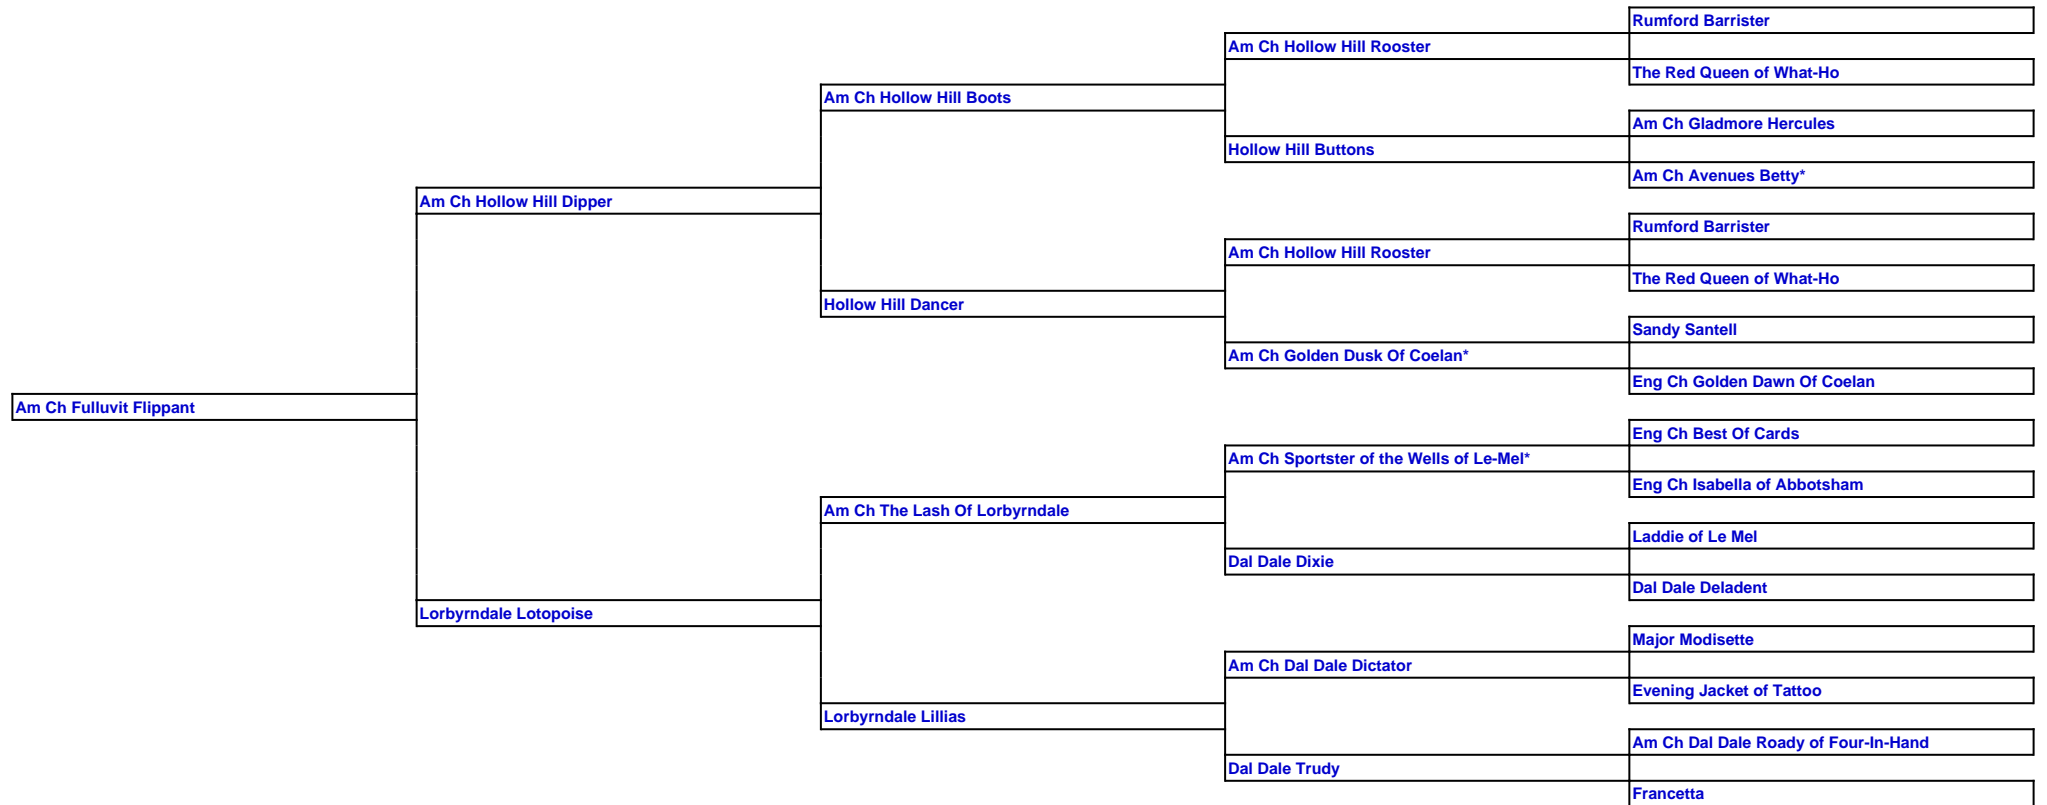 Rumford Barrister
Am Ch Hollow Hill Rooster
The Red Queen of What-Ho
Am Ch Hollow Hill Boots
Am Ch Gladmore Hercules
Hollow Hill Buttons
Am Ch Avenues Betty*
Am Ch Hollow Hill Dipper
Rumford Barrister
Am Ch Hollow Hill Rooster
The Red Queen of What-Ho
Hollow Hill Dancer
Sandy Santell
Am Ch Golden Dusk Of Coelan*
Eng Ch Golden Dawn Of Coelan
Am Ch Fulluvit Flippant
Eng Ch Best Of Cards
Am Ch Sportster of the Wells of Le-Mel*
Eng Ch Isabella of Abbotsham
Am Ch The Lash Of Lorbyrndale
Laddie of Le Mel
Dal Dale Dixie
Dal Dale Deladent
Lorbyrndale Lotopoise
Major Modisette
Am Ch Dal Dale Dictator
Evening Jacket of Tattoo
Lorbyrndale Lillias
Am Ch Dal Dale Roady of Four-In-Hand
Dal Dale Trudy
Francetta